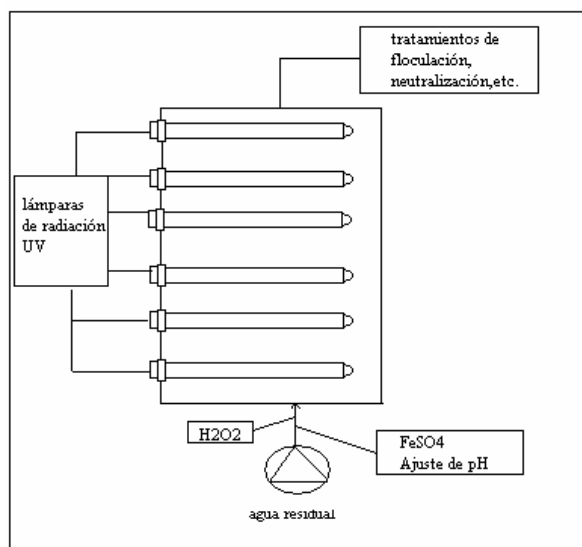 tratamientos de
floculación,
neutralización,etc.
lámparas
de radiación
UV
H2O2
FeSO4
Ajuste de pH
agua residual